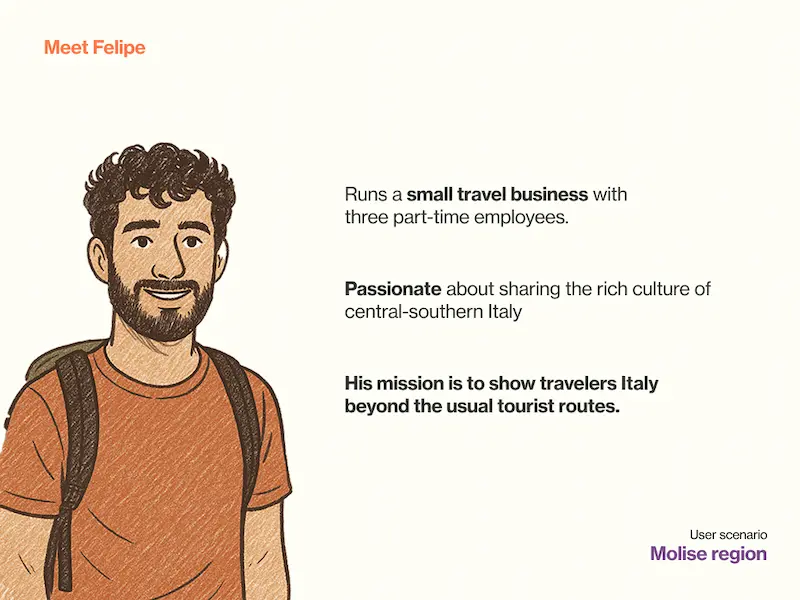 Meet Felipe
Runs a small travel business with
three part-time employees.
Passionate about sharing the rich culture of
central-southern Italy
His mission is to show travelers Italy
beyond the usual tourist routes.
User scenario
Molise region